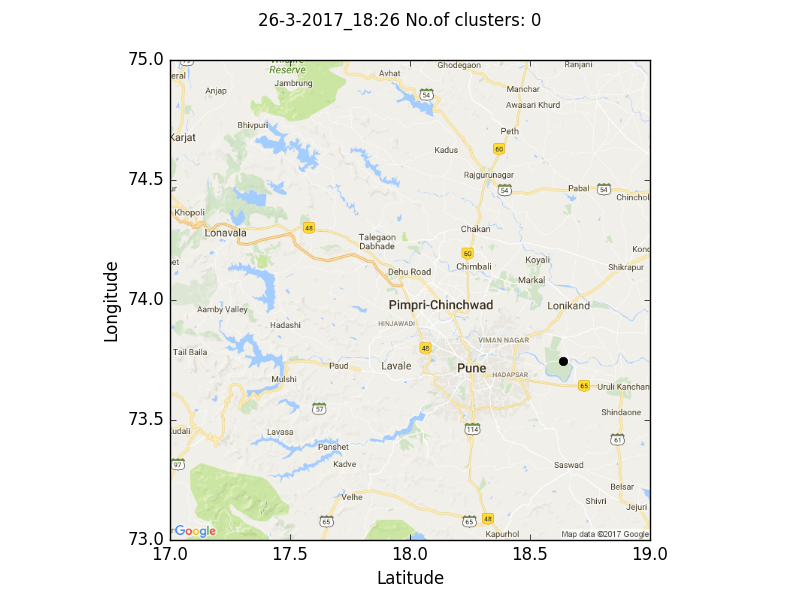 26-3-2017_18:26 No.of clusters: 0
75.0
74.5
74.0
73.5
73.0
17.0
17.5
18.0
18.5
19.0
Longitude
Latitude
Reserve
Jambrung
Avhat
Ghodegaon
Ranjani
eral
Anjap
54
Manchar
Awasari Khurd
Bhivpuri
Karjat
Peth
60
Kadus
Rajgurunagar
54
Pabal
54
Chinchol
Khopoli
Lonavala
48
Talegaon
Dabhade
Chakan
60
Chimbali
Koyali
Kond
Shikrapur
et
Dehu Road
Markal
Aamby Valley
Pimpri-Chinchwad
Lonikand
Hadashi
HINJAWADI
VIMAN NAGAR
Tail Baila
48
Paud
Lavale
Pune
HADAPSAR
Mulshi
65
Uruli Kanchan
57
Shindaone
114
61
udali
Lavasa
Panshet
97
Kadve
Saswad
Belsar
Velhe
Shivri
Jejuri
65
65
48
Kapurhol
Google
Map data ©2017 Google